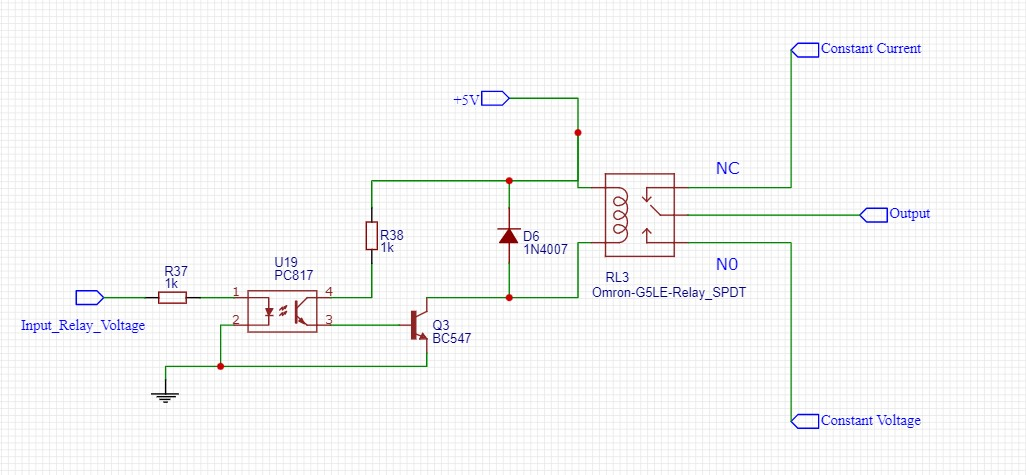 Constant Current
+5V
NC
Output
R38
1k
D6
1N4007
U19
PC817
R37
1k
N0
RL3
Omron-G5LE-Relay_SPDT
1
4
2
3
Input_Relay_Voltage
Q3
BC547
Constant Voltage